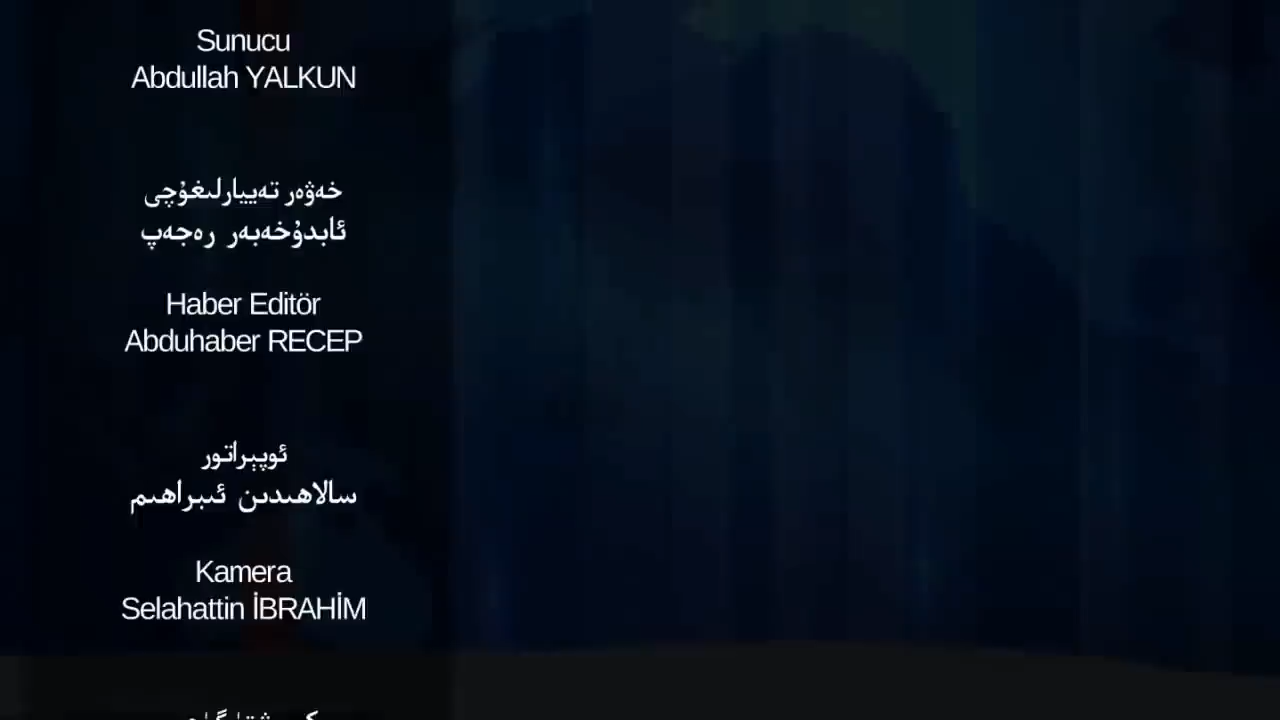 Sunucu
Abdullah YALKUN
خەۋەر تەييارلىغۇچى
ئابدۇخەبەر رەجەپ
Haber Editör
Abduhaber RECEP
ئوپېراتور
سالاھىدىن ئىبراھىم
Kamera
Selahattin İBRAHİM